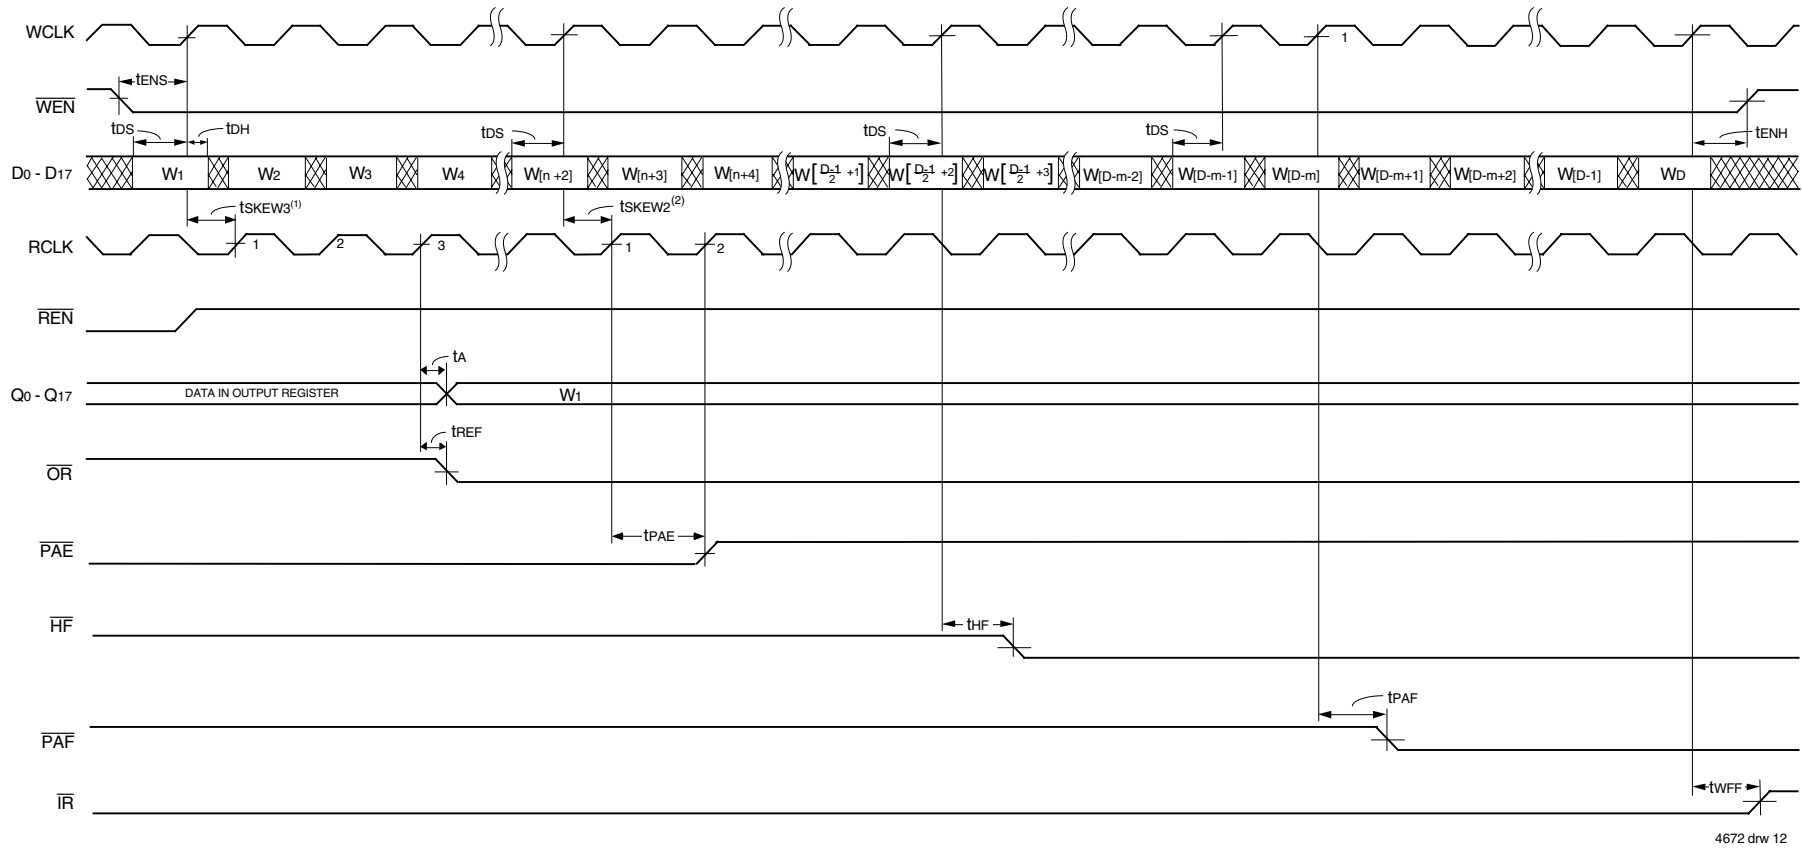 WCLK
1
tENS
WEN
tDS
tDH
tDS
tDS
tDS
tENH
D0 - D17
W1
W2
W3
W4
W[n +2]
W[n+3]
W[n+4]
W[D-1/2 +1]
W[D-1/2 +2]
W[D-1/2 +3]
W[D-m-2]
W[D-m-1]
W[D-m]
W[D-m+1]
W[D-m+2]
W[D-1]
WD
tSKEW3(1)
tSKEW2(2)
RCLK
1
2
3
1
2
REN
tA
Q0 - Q17
DATA IN OUTPUT REGISTER
W1
tREF
OR
tPAE
PAE
HF
tHF
tPAF
PAF
tWFF
IR
4672 drw 12